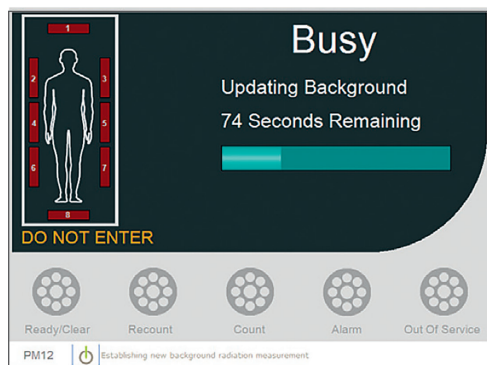 1
2
3
4
5
6
7
8
DO NOT ENTER
Busy
Updating Background
74 Seconds Remaining
Ready/Clear
Recount
Count
Alarm
Out Of Service
PM12
Establishing new background radiation measurement